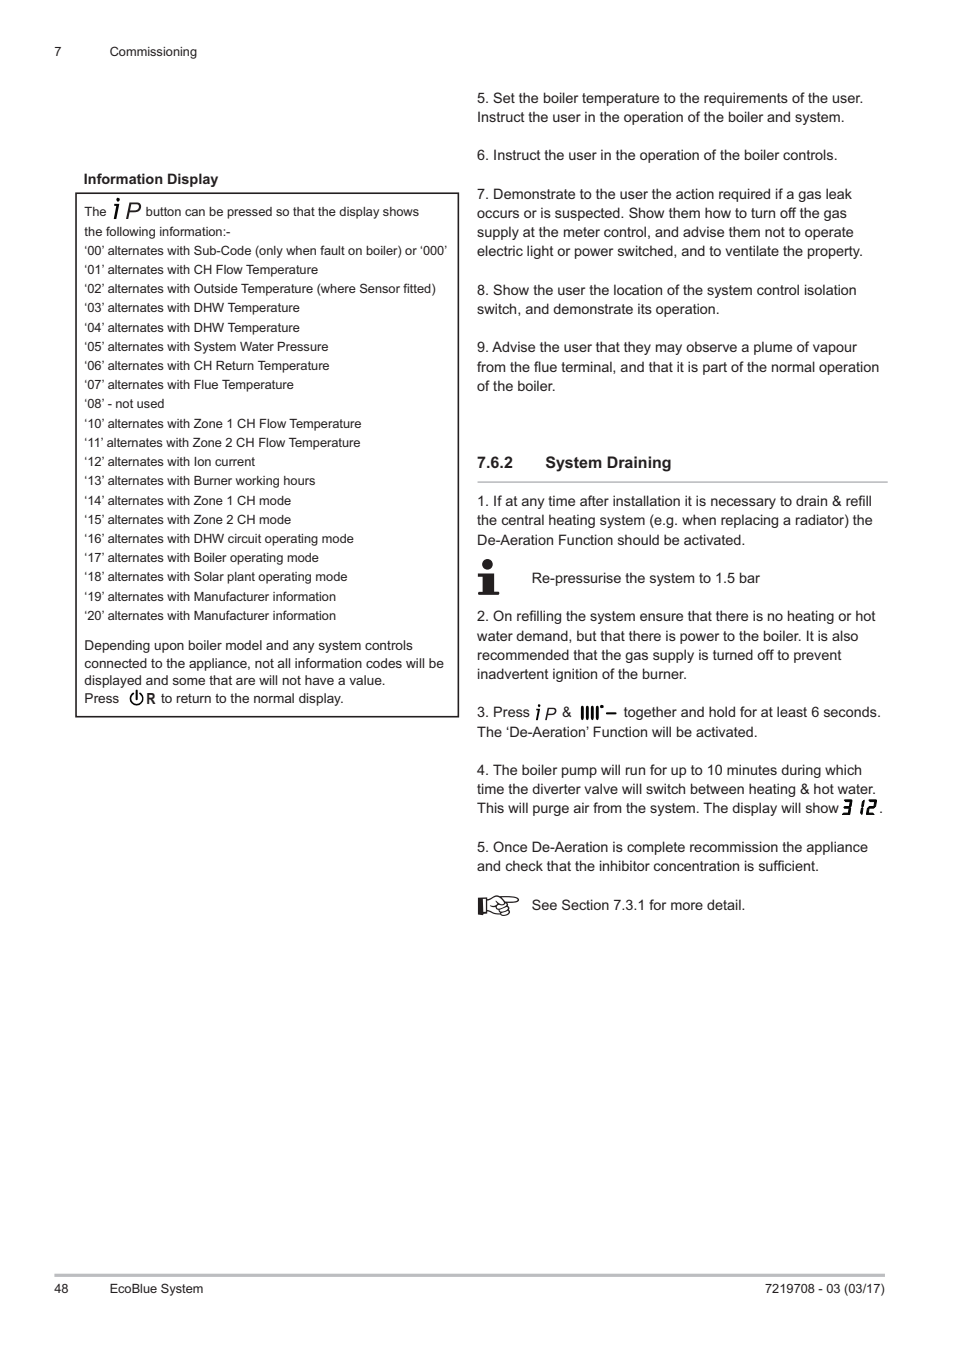 7 Commissioning
Information Display
The iP button can be pressed so that the display shows
the following information:-
‘00’ alternates with Sub-Code (only when fault on boiler) or ‘000’
‘01’ alternates with CH Flow Temperature
‘02’ alternates with Outside Temperature (where Sensor fitted)
‘03’ alternates with DHW Temperature
‘04’ alternates with DHW Temperature
‘05’ alternates with System Water Pressure
‘06’ alternates with CH Return Temperature
‘07’ alternates with Flue Temperature
‘08’ - not used
‘10’ alternates with Zone 1 CH Flow Temperature
‘11’ alternates with Zone 2 CH Flow Temperature
‘12’ alternates with Ion current
‘13’ alternates with Burner working hours
‘14’ alternates with Zone 1 CH mode
‘15’ alternates with Zone 2 CH mode
‘16’ alternates with DHW circuit operating mode
‘17’ alternates with Boiler operating mode
‘18’ alternates with Solar plant operating mode
‘19’ alternates with Manufacturer information
‘20’ alternates with Manufacturer information
Depending upon boiler model and any system controls
connected to the appliance, not all information codes will be
displayed and some that are will not have a value.
Press R to return to the normal display.
5. Set the boiler temperature to the requirements of the user.
Instruct the user in the operation of the boiler and system.
6. Instruct the user in the operation of the boiler controls.
7. Demonstrate to the user the action required if a gas leak
occurs or is suspected. Show them how to turn off the gas
supply at the meter control, and advise them not to operate
electric light or power switched, and to ventilate the property.
8. Show the user the location of the system control isolation
switch, and demonstrate its operation.
9. Advise the user that they may observe a plume of vapour
from the flue terminal, and that it is part of the normal operation
of the boiler.
7.6.2 System Draining
1. If at any time after installation it is necessary to drain & refill
the central heating system (e.g. when replacing a radiator) the
De-Aeration Function should be activated.
Re-pressurise the system to 1.5 bar
2. On refilling the system ensure that there is no heating or hot
water demand, but that there is power to the boiler. It is also
recommended that the gas supply is turned off to prevent
inadvertent ignition of the burner.
3. Press iP & together and hold for at least 6 seconds.
The ‘De-Aeration’ Function will be activated.
4. The boiler pump will run for up to 10 minutes during which
time the diverter valve will switch between heating & hot water.
This will purge air from the system. The display will show 312.
5. Once De-Aeration is complete recommission the appliance
and check that the inhibitor concentration is sufficient.
See Section 7.3.1 for more detail.
48 EcoBlue System 7219708 - 03 (03/17)